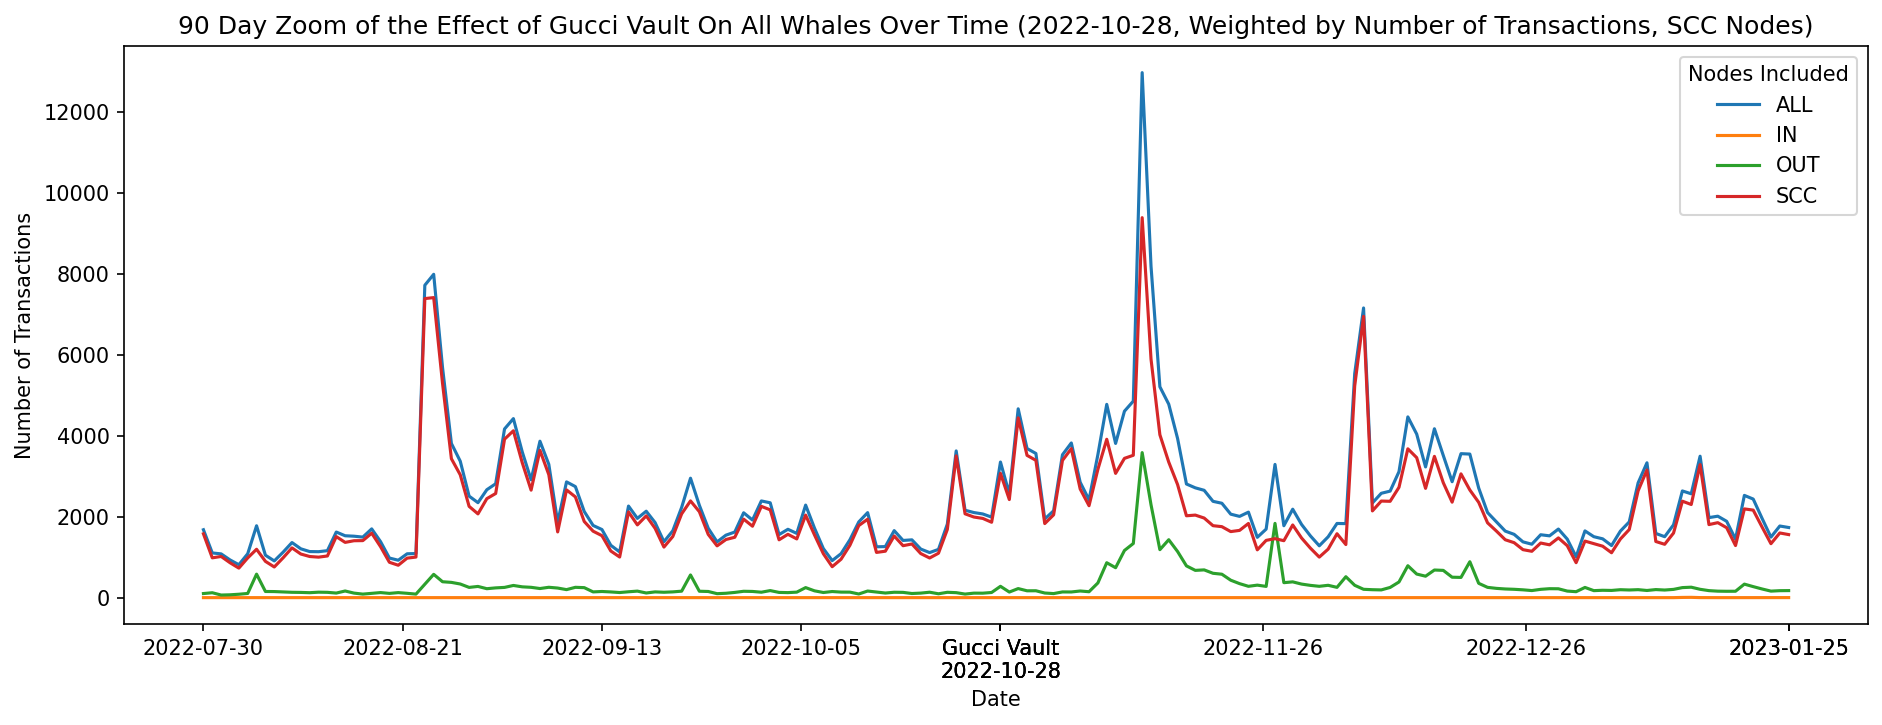 90 Day Zoom of the Effect of Gucci Vault On All Whales Over Time (2022-10-28, Weighted by Number of Transactions, SCC Nodes)
Nodes Included
ALL
IN
OUT
SCC
Number of Transactions
12000
10000
8000
6000
4000
2000
0
2022-07-30
2022-08-21
2022-09-13
2022-10-05
Gucci Vault
2022-10-28
2022-11-26
2022-12-26
2023-01-25
Date